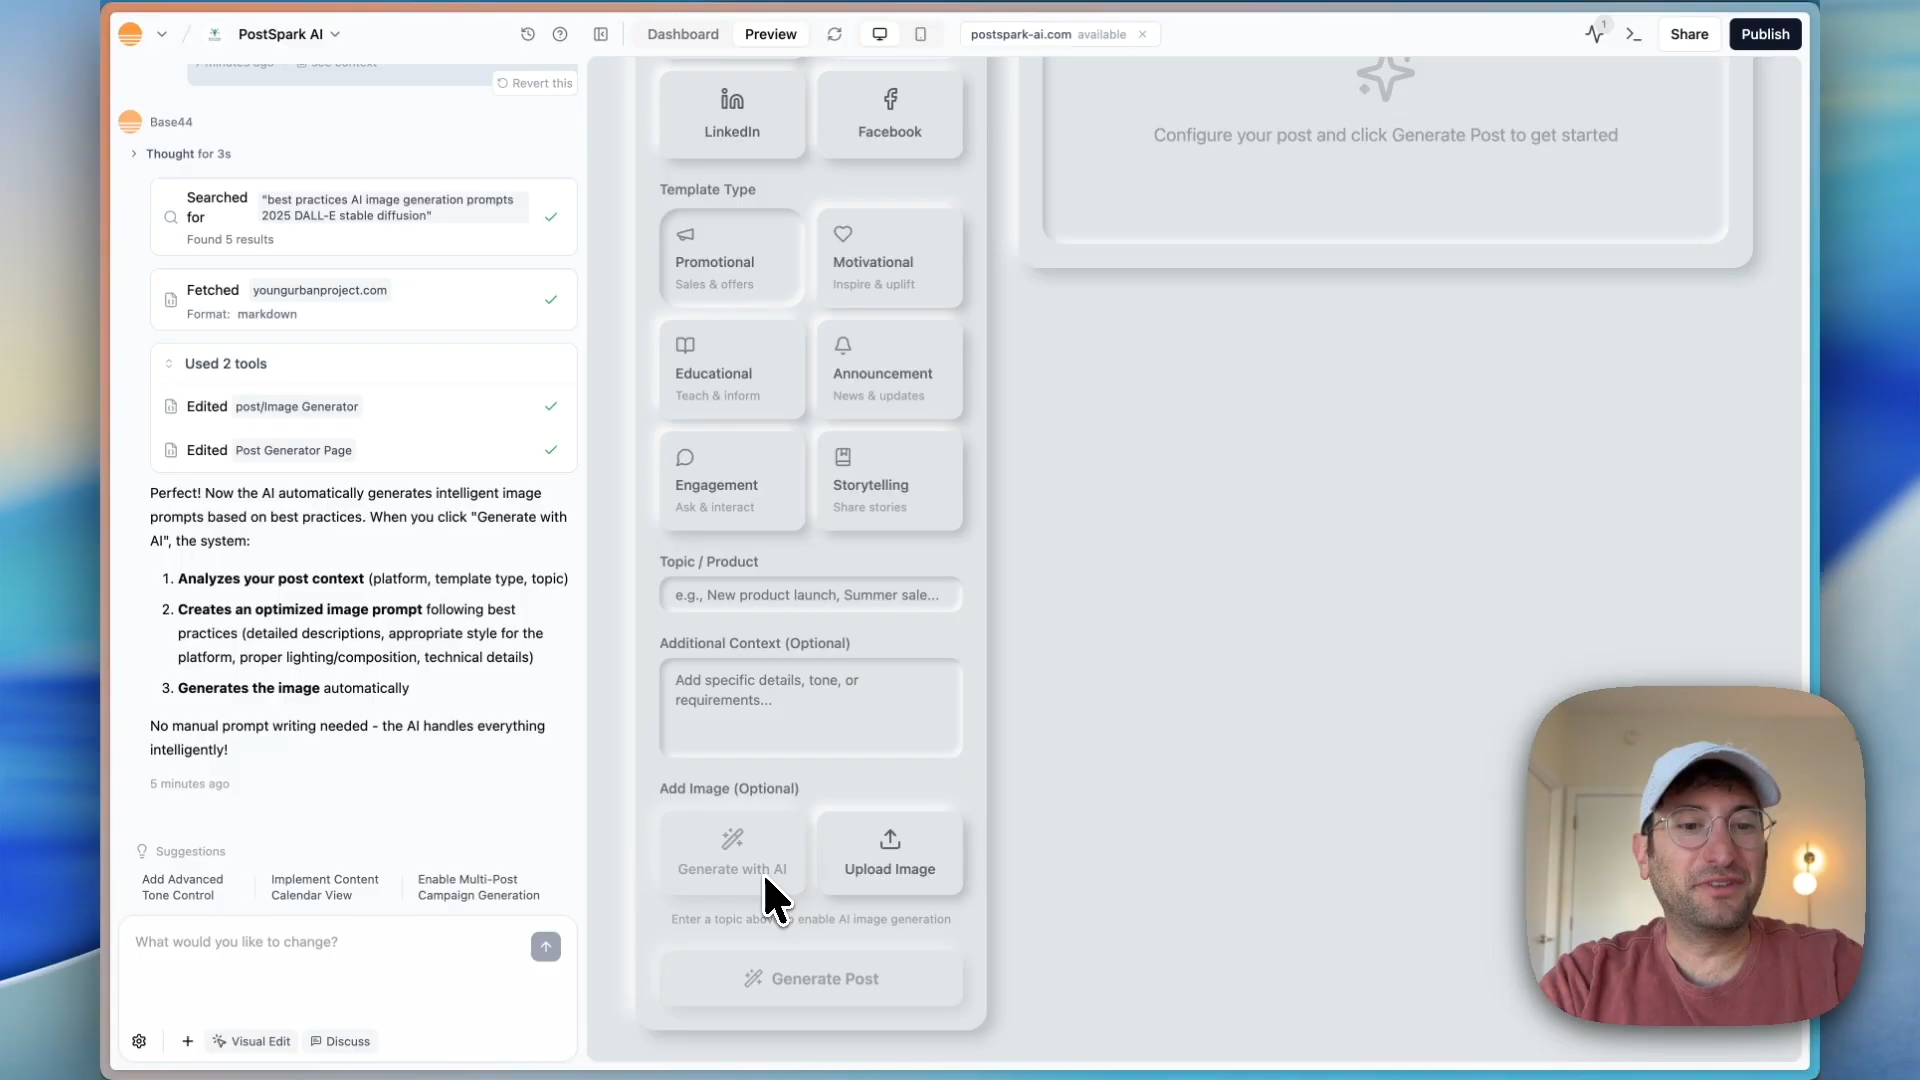 PostSpark AI
Dashboard
Preview
postspark-ai.com available
1
Share
Publish
Revert this
Base44
Thought for 3s
Searched for
"best practices AI image generation prompts
2025 DALL-E stable diffusion"
Found 5 results
Fetched youngurbanproject.com
Format: markdown
Used 2 tools
Edited post/Image Generator
Edited Post Generator Page
Perfect! Now the AI automatically generates intelligent image
prompts based on best practices. When you click "Generate with
AI", the system:
1. Analyzes your post context (platform, template type, topic)
2. Creates an optimized image prompt following best
practices (detailed descriptions, appropriate style for the
platform, proper lighting/composition, technical details)
3. Generates the image automatically
No manual prompt writing needed - the AI handles everything
intelligently!
5 minutes ago
Suggestions
Add Advanced
Tone Control
Implement Content
Calendar View
Enable Multi-Post
Campaign Generation
What would you like to change?
Visual Edit
Discuss
LinkedIn
Facebook
Template Type
Promotional
Sales & offers
Motivational
Inspire & uplift
Educational
Teach & inform
Announcement
News & updates
Engagement
Ask & interact
Storytelling
Share stories
Topic / Product
e.g., New product launch, Summer sale...
Additional Context (Optional)
Add specific details, tone, or
requirements...
Add Image (Optional)
Generate with AI
Upload Image
Enter a topic enable AI image generation
Generate Post
Configure your post and click Generate Post to get started